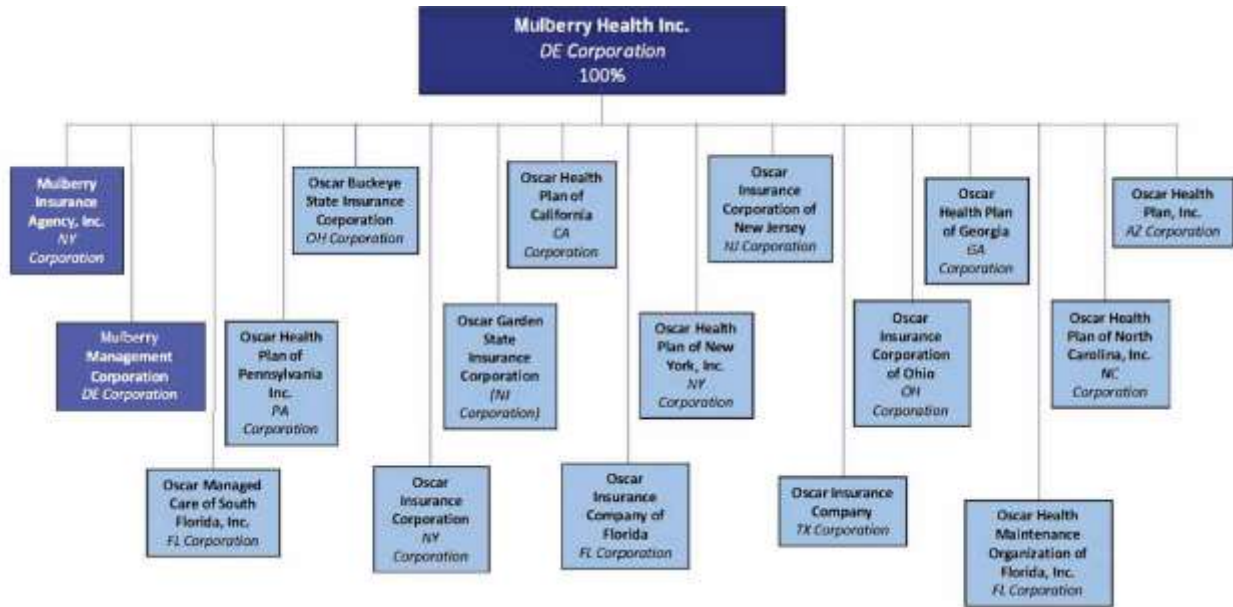 Mulberry Health Inc.
DE Corporation
100%
Mulberry
Insurance
Agency, Inc.
NY
Corporation
Oscar Buckeye
State Insurance
Corporation
OH Corporation
Oscar Health
Plan of
California
CA
Corporation
Oscar
Insurance
Corporation of
New Jersey
NJ Corporation
Oscar
Health Plan
of Georgia
GA
Corporation
Oscar Health
Plan, Inc.
AZ Corporation
Mulberry
Management
Corporation
DE Corporation
Oscar Health
Plan of
Pennsylvania
Inc.
PA
Corporation
Oscar Garden
State
Insurance
Corporation
(NJ
Corporation)
Oscar Health
Plan of New
York, Inc.
NY
Corporation
Oscar
Insurance
Corporation
of Ohio
OH
Corporation
Oscar Health
Plan of North
Carolina, Inc.
NC
Corporation
Oscar Managed
Care of South
Florida, Inc.
FL Corporation
Oscar
Insurance
Corporation
NY
Corporation
Oscar
Insurance
Company of
Florida
FL Corporation
Oscar Insurance
Company
TX Corporation
Oscar Health
Maintenance
Organization of
Florida, Inc.
FL Corporation